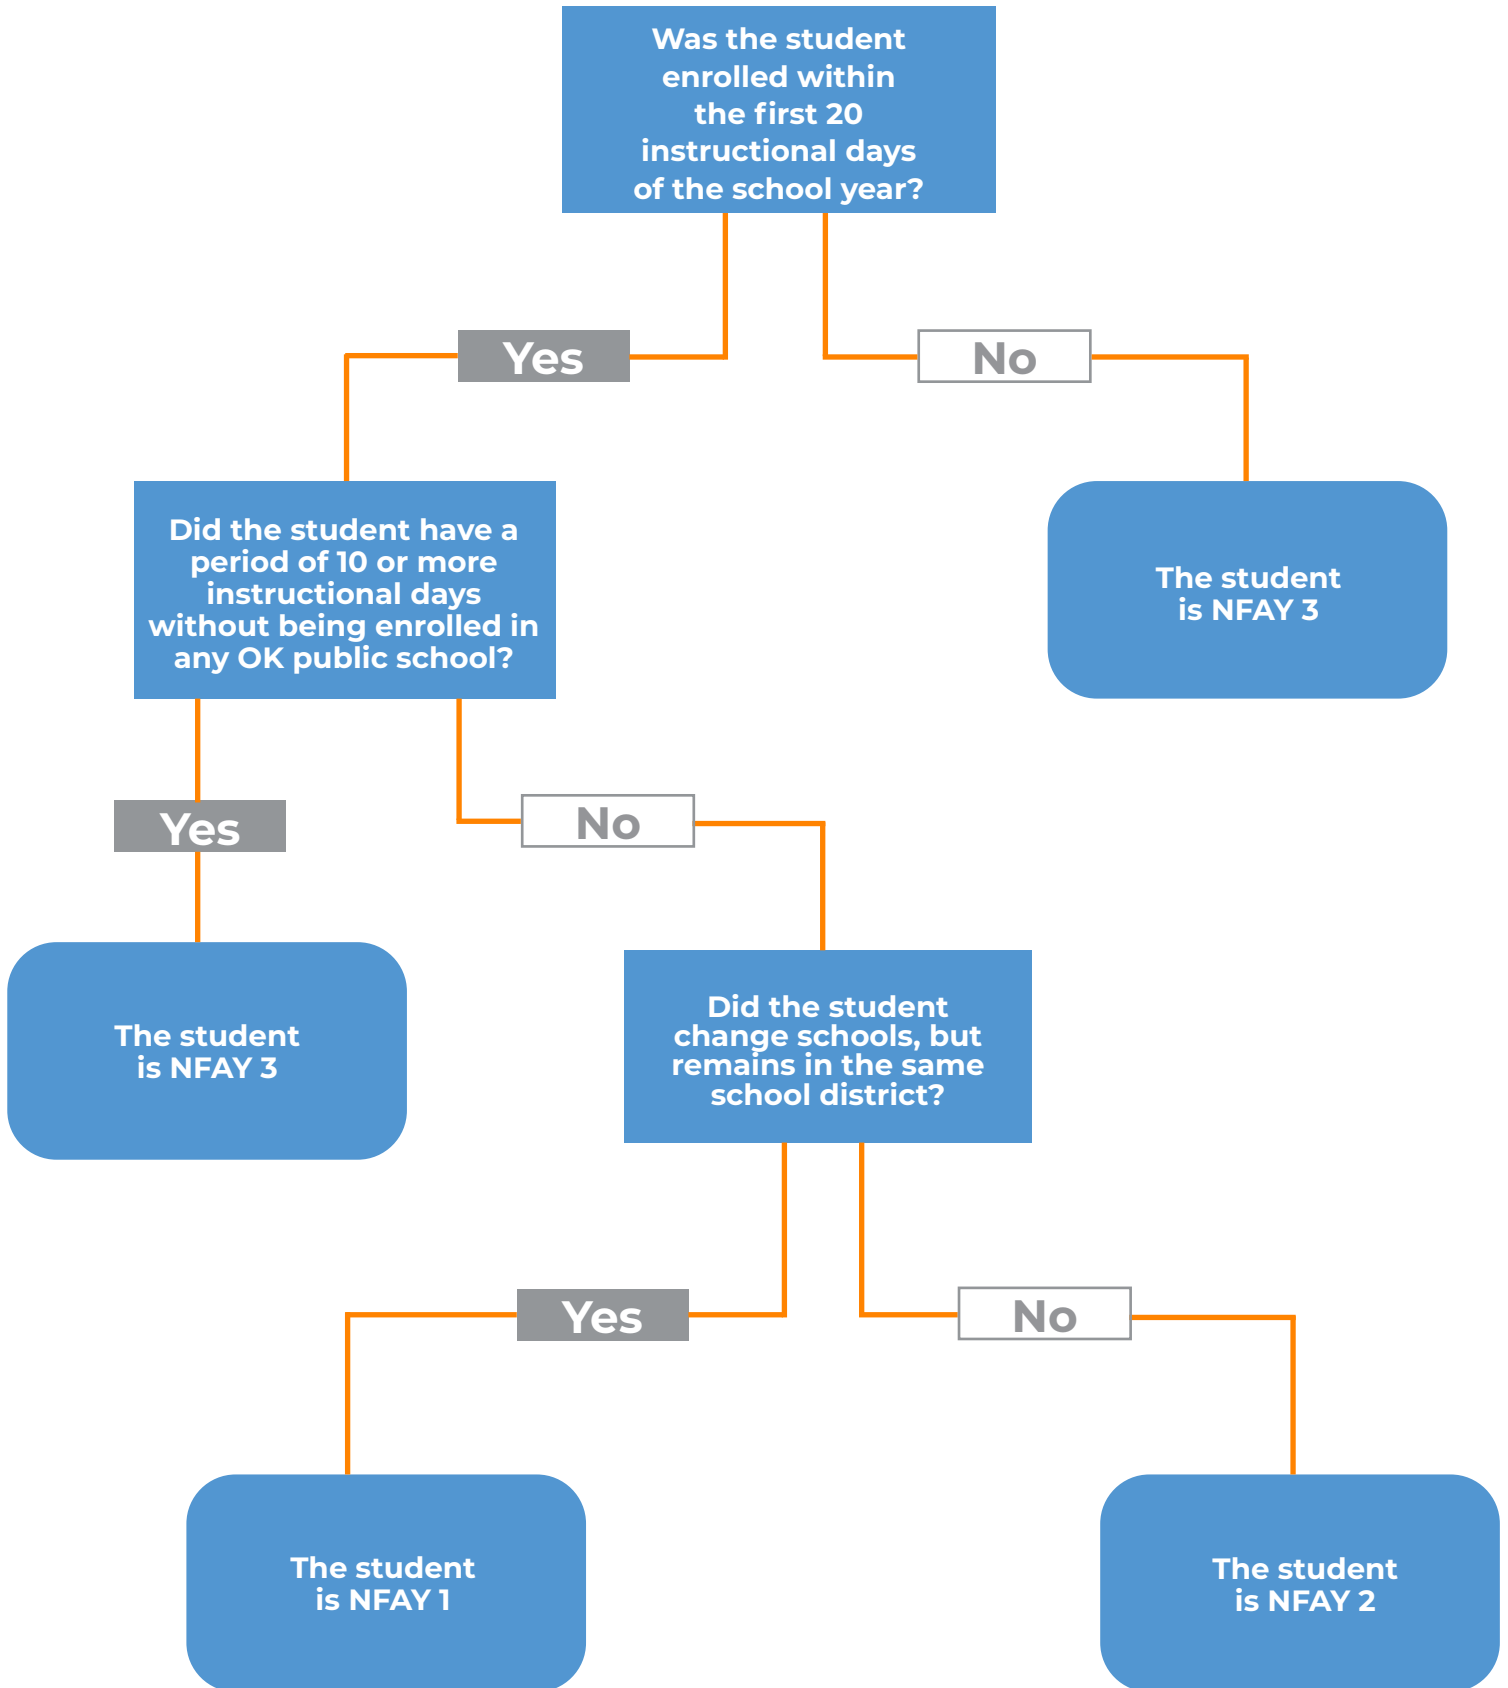 Was the student
enrolled within
the first 20
instructional days
of the school year?
Yes
No
Did the student have a
period of 10 or more
instructional days
without being enrolled in
any OK public school?
The student
is NFAY 3
Yes
No
The student
is NFAY 3
Did the student
change schools, but
remains in the same
school district?
Yes
No
The student
is NFAY 1
The student
is NFAY 2